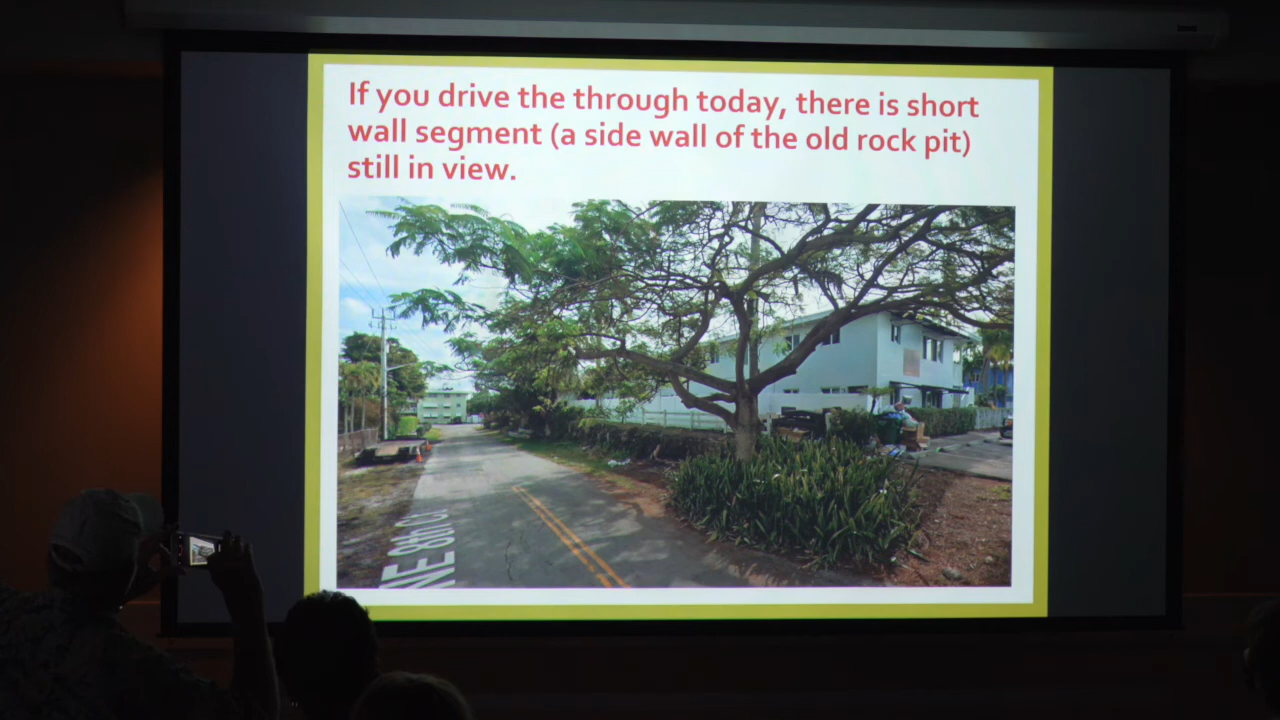 If you drive the through today, there is short
wall segment (a side wall of the old rock pit)
still in view.
NE 8th Ct